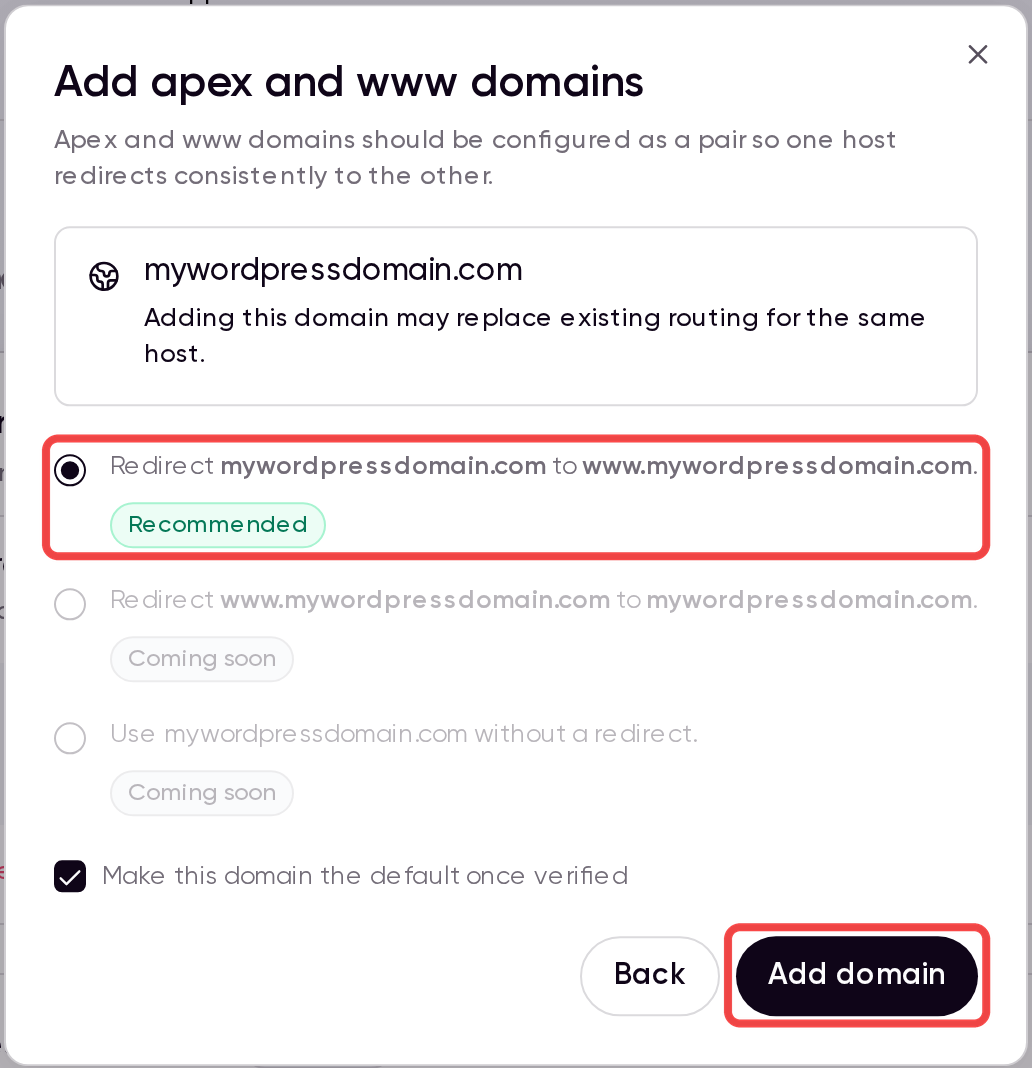 Add apex and www domains
Apex and www domains should be configured as a pair so one host
redirects consistently to the other.
mywordpressdomain.com
Adding this domain may replace existing routing for the same
host.
Redirect mywordpressdomain.com to www.mywordpressdomain.com.
Recommended
Redirect www.mywordpressdomain.com to mywordpressdomain.com.
Coming soon
Use mywordpressdomain.com without a redirect.
Coming soon
Make this domain the default once verified
Back
Add domain